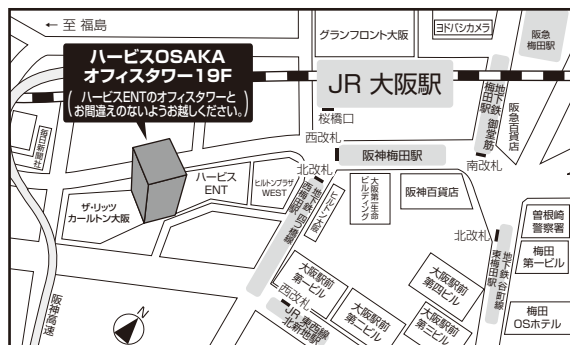 ← 至 福島
ハービスOSAKA
オフィスタワー19F
(ハービスENTのオフィスタワーと
お間違えのないようお越しください。)
グランフロント大阪
ヨドバシカメラ
阪急
梅田駅
JR 大阪駅
地下鉄 御堂筋線
梅田駅
阪急百貨店
桜橋口
西改札
阪神梅田駅
南改札
毎日新聞社
ハービス
ENT
ヒルトンプラザ
WEST
北改札
地下鉄 四つ橋線
西梅田駅
ヒルトン大阪
大阪第一生命
ビルディング
阪神百貨店
ザ・リッツ
カールトン大阪
北改札
地下鉄 谷町線
東梅田駅
曽根崎
警察署
梅田
第一ビル
梅田
OSホテル
西改札
JR 東西線
北新地駅
大阪駅前
第一ビル
大阪駅前
第二ビル
大阪駅前
第三ビル
大阪駅前
第四ビル
阪神高速
N